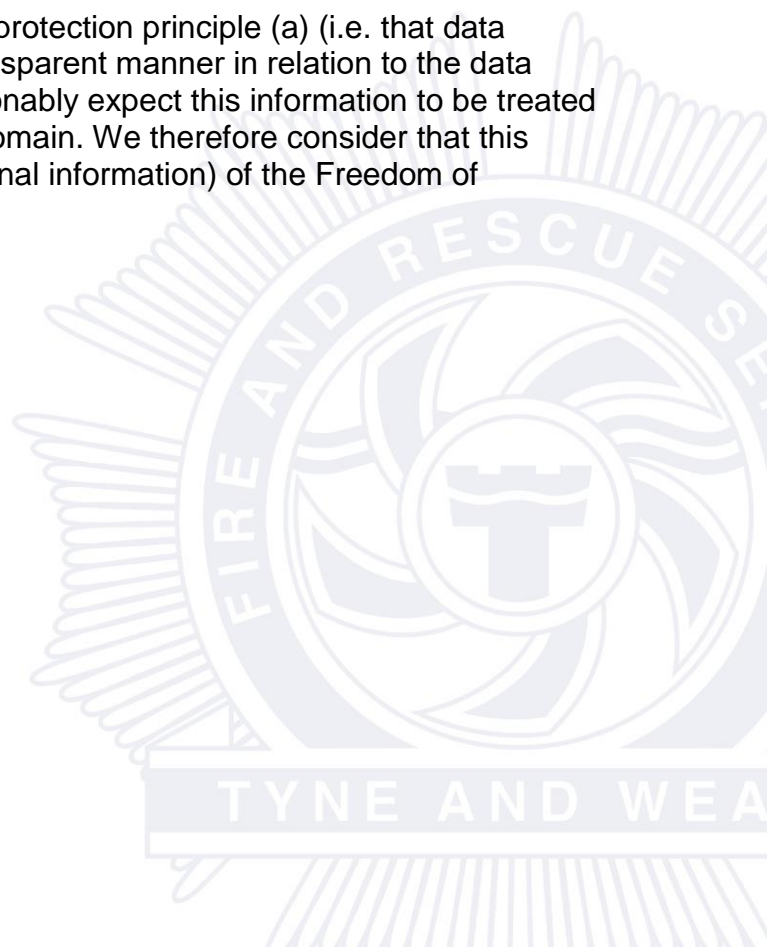 protection principle (a) (i.e. that data
sparent manner in relation to the data
onably expect this information to be treated
omain. We therefore consider that this
nal information) of the Freedom of
FIRE AND RESCUE SE
TYNE AND WEA